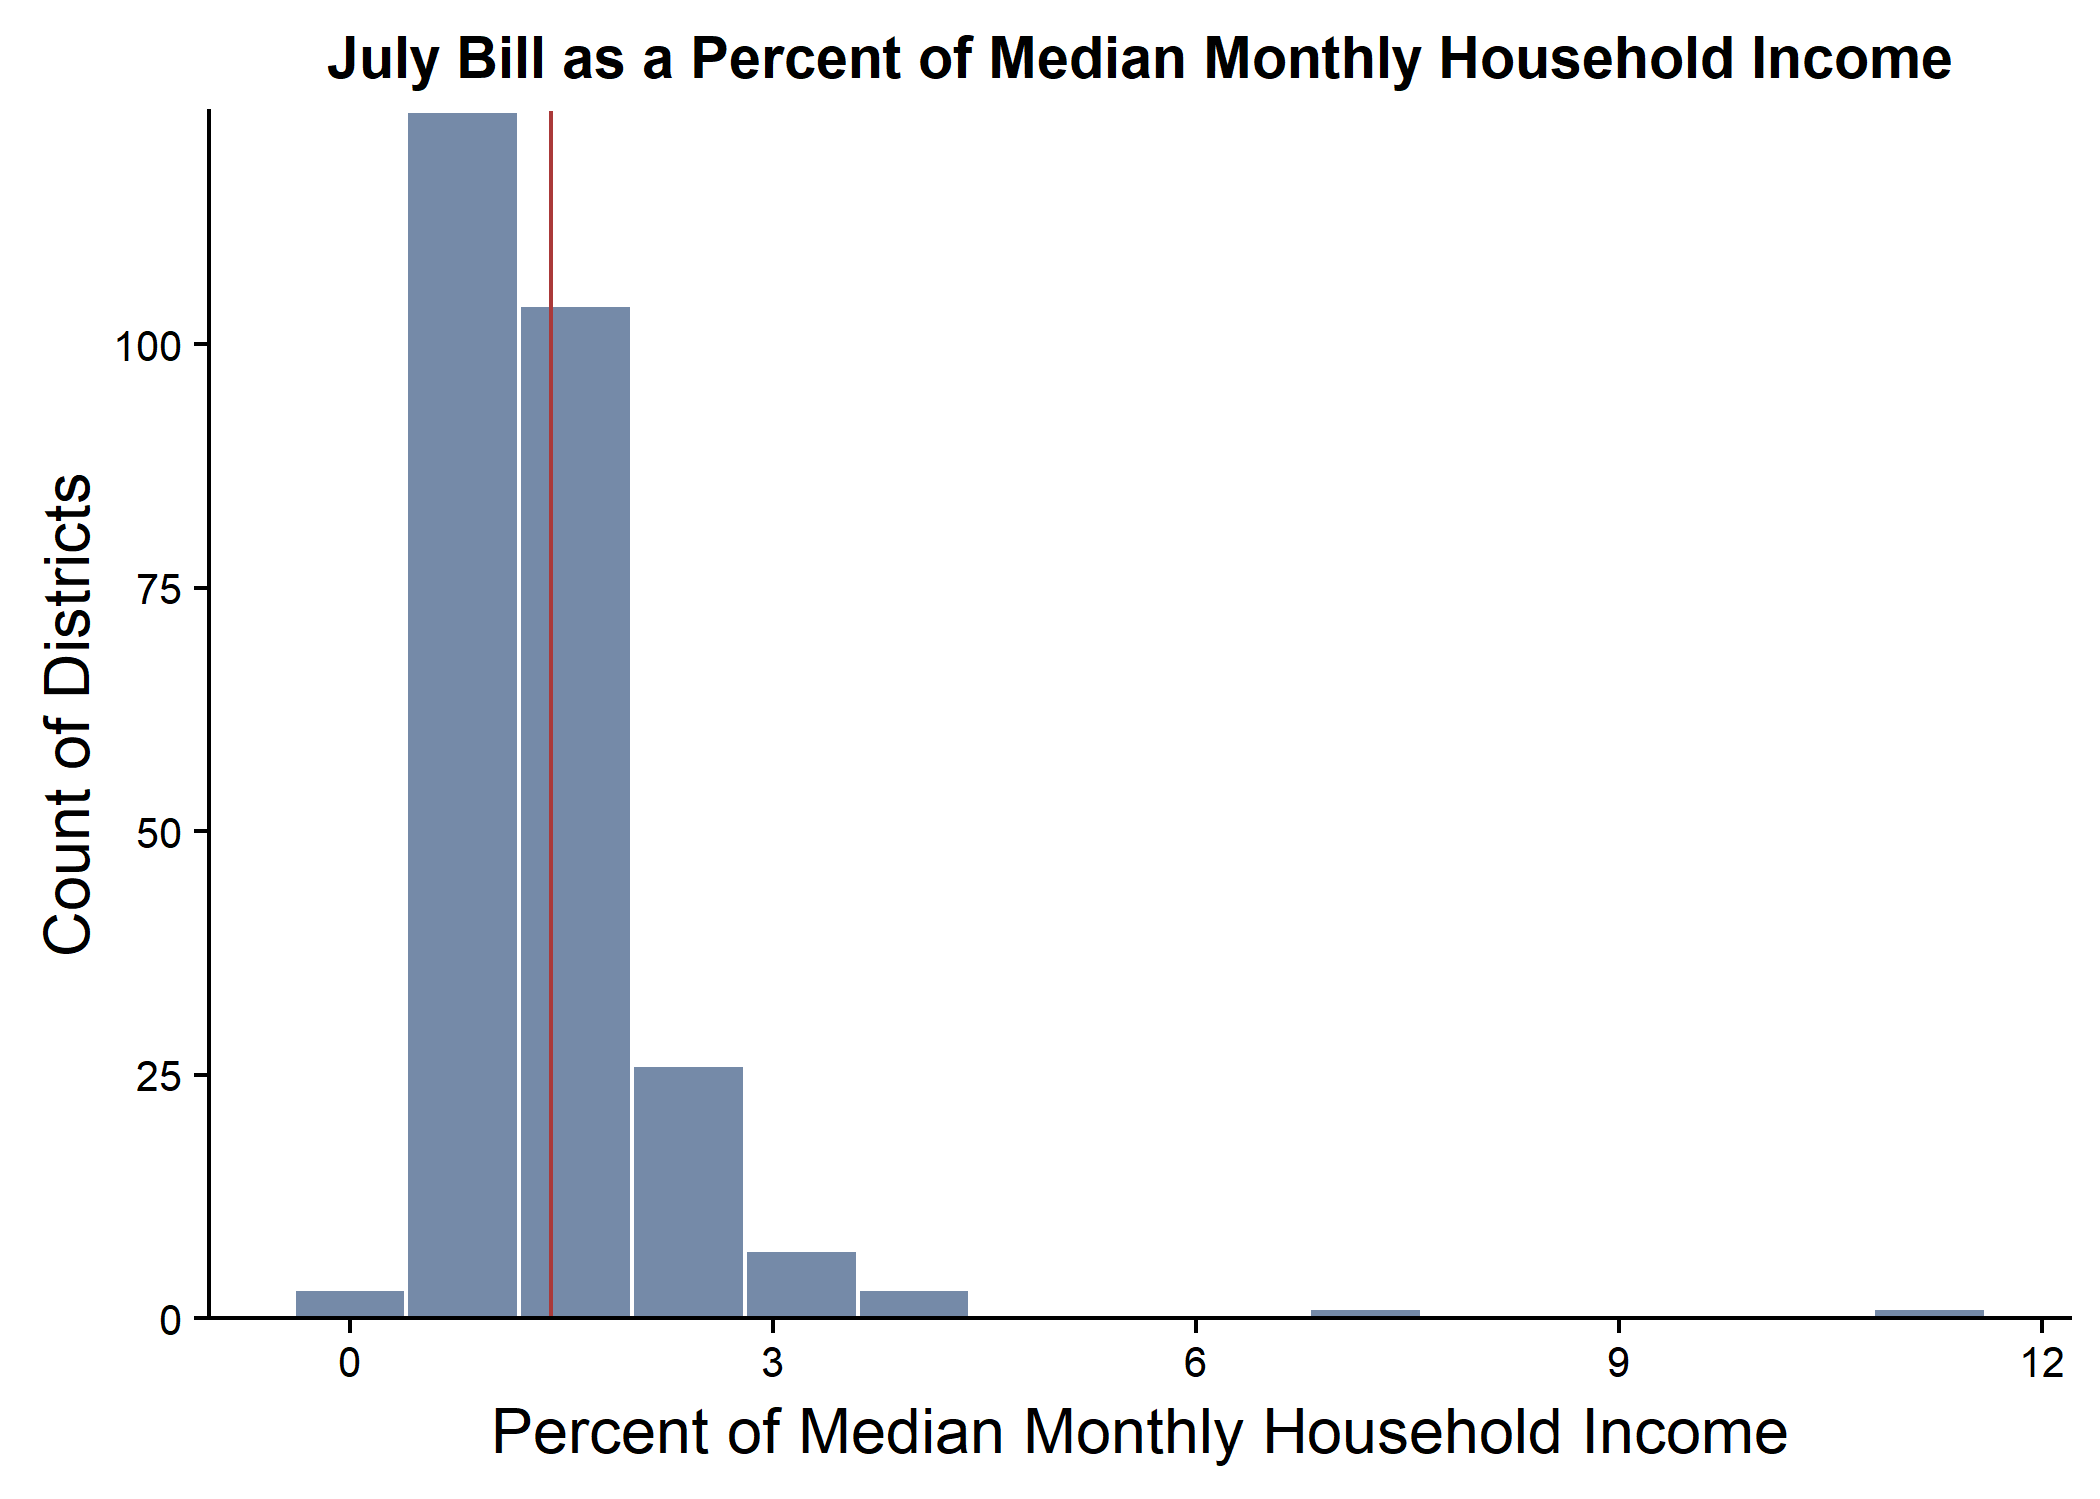 July Bill as a Percent of Median Monthly Household Income
Count of Districts
100
75
50
25
0
0 3 6 9 12
Percent of Median Monthly Household Income